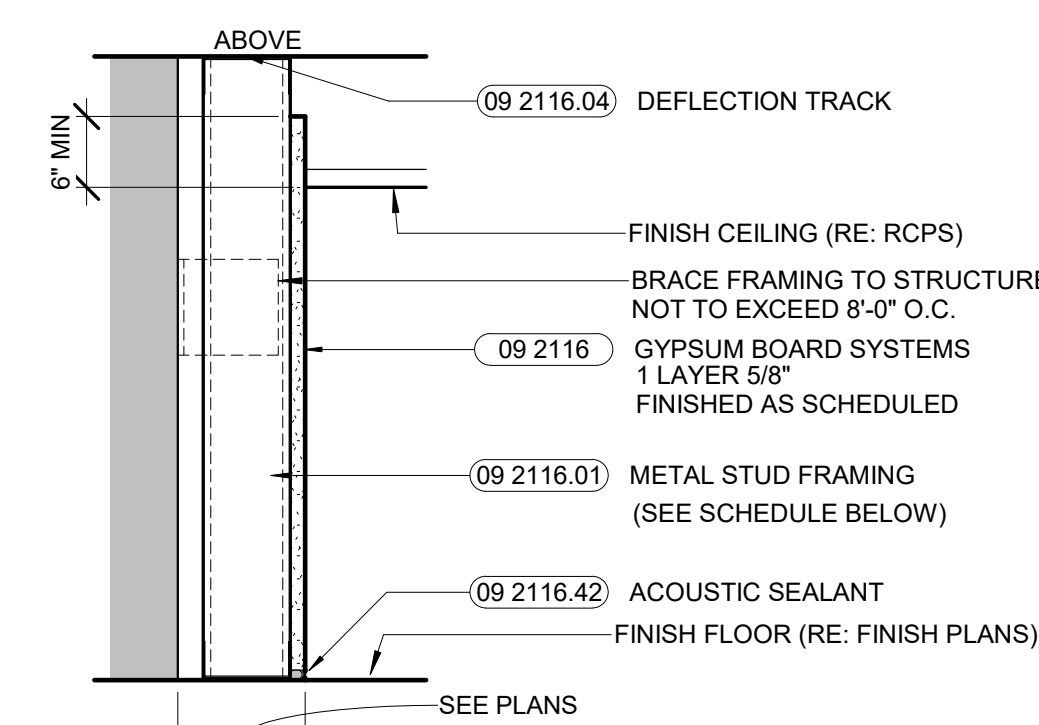 ABOVE
09 2116.04 DEFLECTION TRACK
6" MIN
FINISH CEILING (RE: RCPS)
BRACE FRAMING TO STRUCTURE
NOT TO EXCEED 8'-0" O.C.
09 2116 GYPSUM BOARD SYSTEMS
1 LAYER 5/8"
FINISHED AS SCHEDULED
09 2116.01 METAL STUD FRAMING
(SEE SCHEDULE BELOW)
09 2116.42 ACOUSTIC SEALANT
FINISH FLOOR (RE: FINISH PLANS)
SEE PLANS